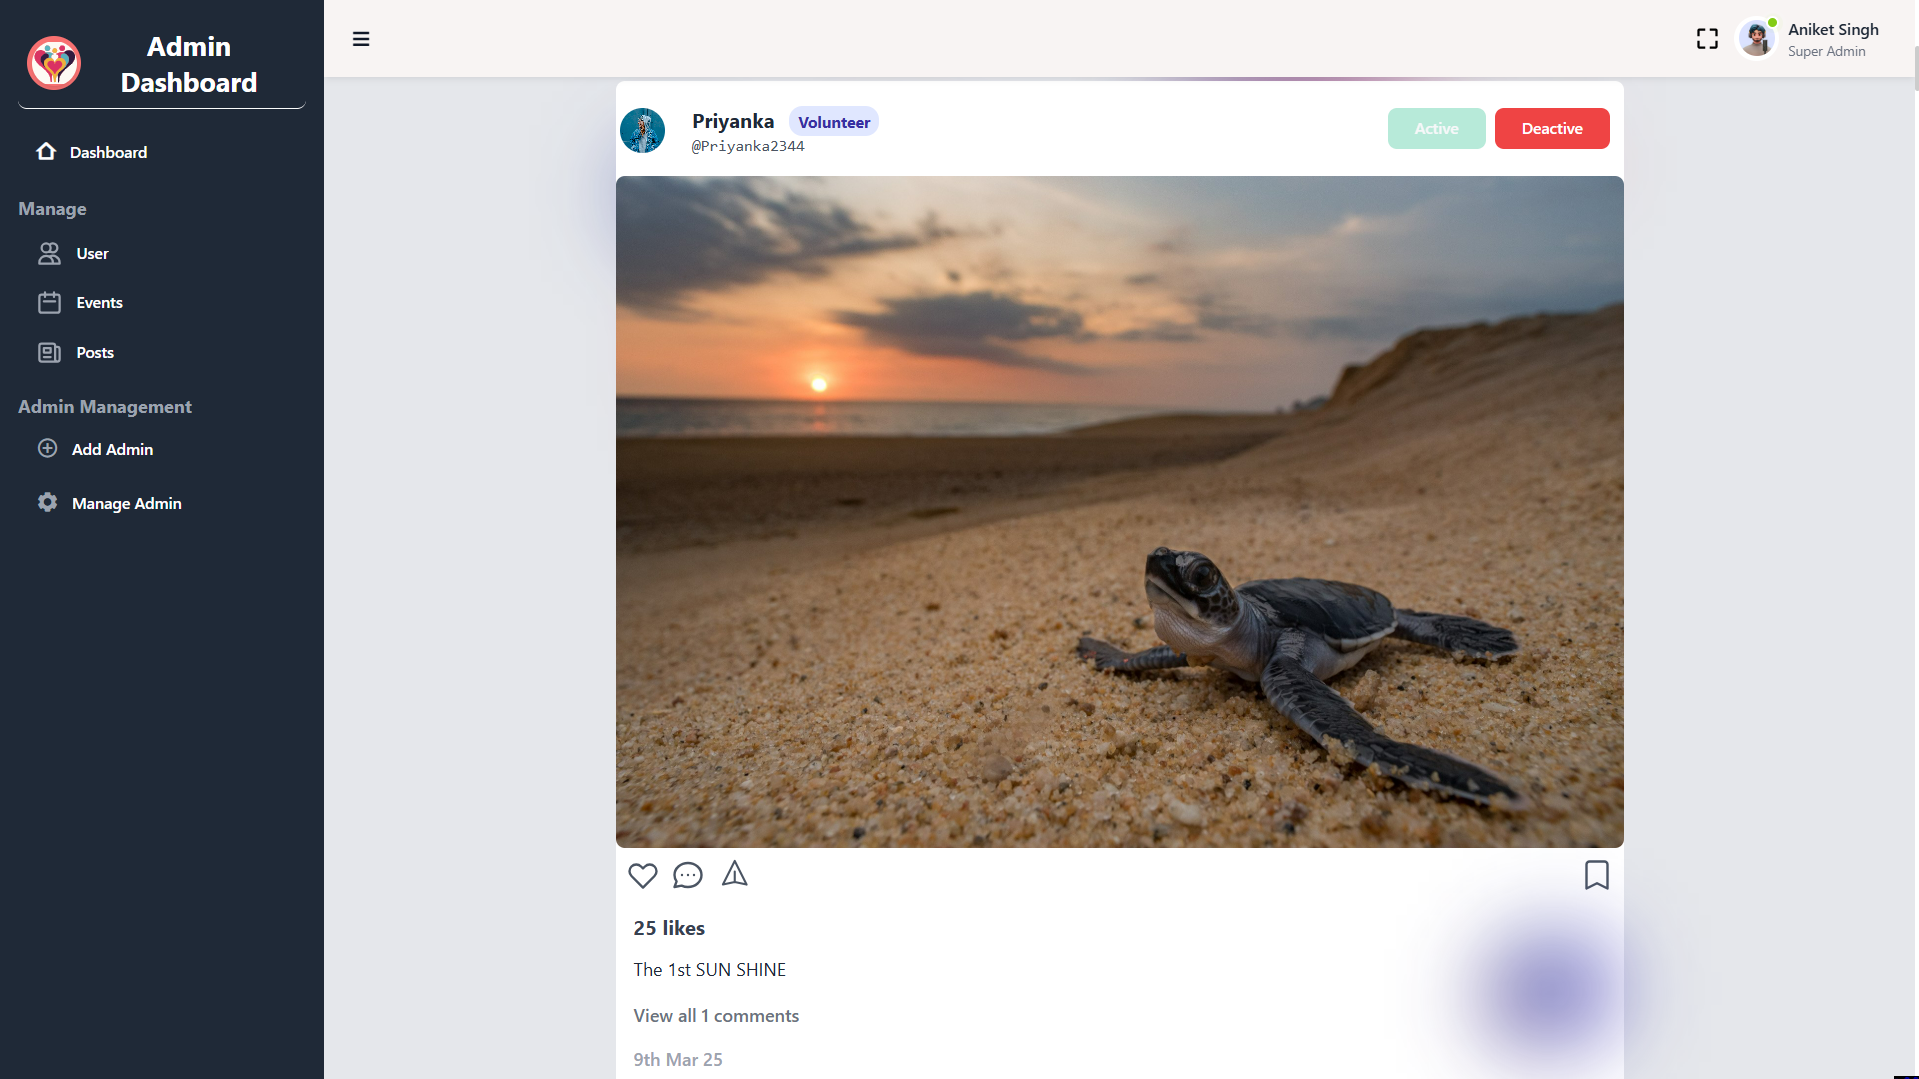 Admin
Dashboard
Dashboard
Manage
User
Events
Posts
Admin Management
Add Admin
Manage Admin
Aniket Singh
Super Admin
Priyanka
Volunteer
@Priyanka2344
Active
Deactive
25 likes
The 1st SUN SHINE
View all 1 comments
9th Mar 25